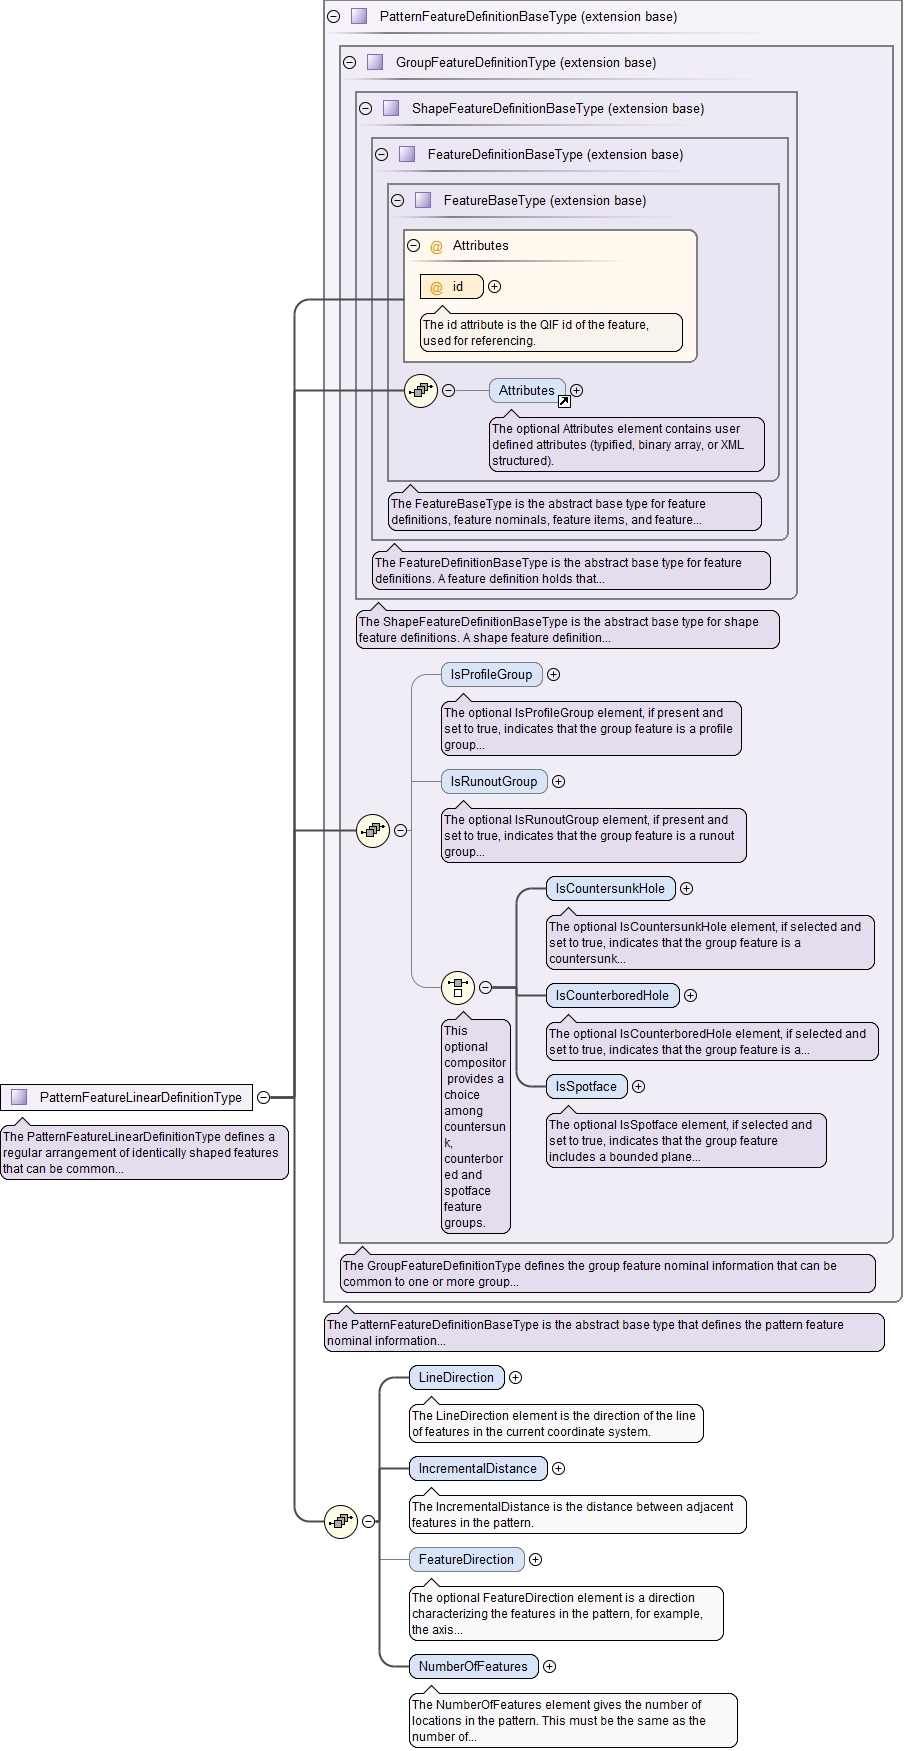 PatternFeatureDefinitionBaseType (extension base)
GroupFeatureDefinitionType (extension base)
ShapeFeatureDefinitionBaseType (extension base)
FeatureDefinitionBaseType (extension base)
FeatureBaseType (extension base)
@ Attributes
@ id
The id attribute is the QIF id of the feature,
used for referencing.
Attributes
The optional Attributes element contains user
defined attributes (typified, binary array, or XML
structured).
The FeatureBaseType is the abstract base type for feature
definitions, feature nominals, feature items, and feature...
The FeatureDefinitionBaseType is the abstract base type for feature
definitions. A feature definition holds that...
The ShapeFeatureDefinitionBaseType is the abstract base type for shape
feature definitions. A shape feature definition...
IsProfileGroup
The optional IsProfileGroup element, if present and
set to true, indicates that the group feature is a profile
group...
IsRunoutGroup
The optional IsRunoutGroup element, if present and
set to true, indicates that the group feature is a runout
group...
IsCountersunkHole
The optional IsCountersunkHole element, if selected and
set to true, indicates that the group feature is a
countersunk...
IsCounterboredHole
The optional IsCounterboredHole element, if selected and
set to true, indicates that the group feature is a...
IsSpotface
The optional IsSpotface element, if selected and
set to true, indicates that the group feature
includes a bounded plane...
This
optional
compositor
provides a
choice
among
countersun
k,
counterbor
ed and
spotface
feature
groups.
PatternFeatureLinearDefinitionType
The PatternFeatureLinearDefinitionType defines a
regular arrangement of identically shaped features
that can be common...
The GroupFeatureDefinitionType defines the group feature nominal information that can be
common to one or more group...
The PatternFeatureDefinitionBaseType is the abstract base type that defines the pattern feature
nominal information...
LineDirection
The LineDirection element is the direction of the line
of features in the current coordinate system.
IncrementalDistance
The IncrementalDistance is the distance between adjacent
features in the pattern.
FeatureDirection
The optional FeatureDirection element is a direction
characterizing the features in the pattern, for example,
the axis...
NumberOfFeatures
The NumberOfFeatures element gives the number of
locations in the pattern. This must be the same as the
number of...